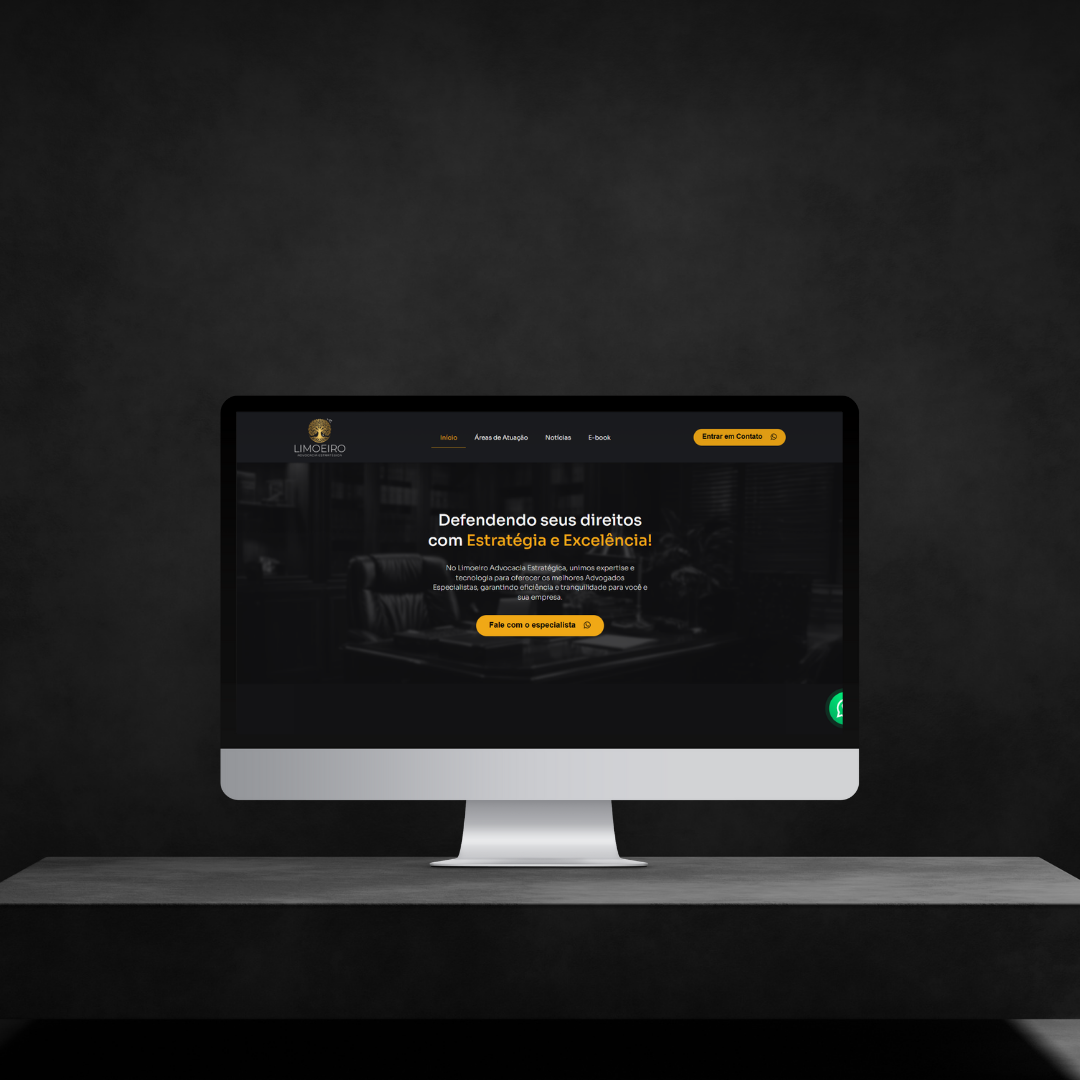 LIMOEIRO
Início
Áreas de Atuação
Notícias
E-book
Entrar em Contato
Defendendo seus direitos
com Estratégia e Excelência!
No Limoeiro Advocacia Estratégica, unimos expertise e
tecnologia para oferecer os melhores Advogados
Especialistas, garantindo eficiência e tranquilidade para você e
sua empresa.
Fale com o especialista